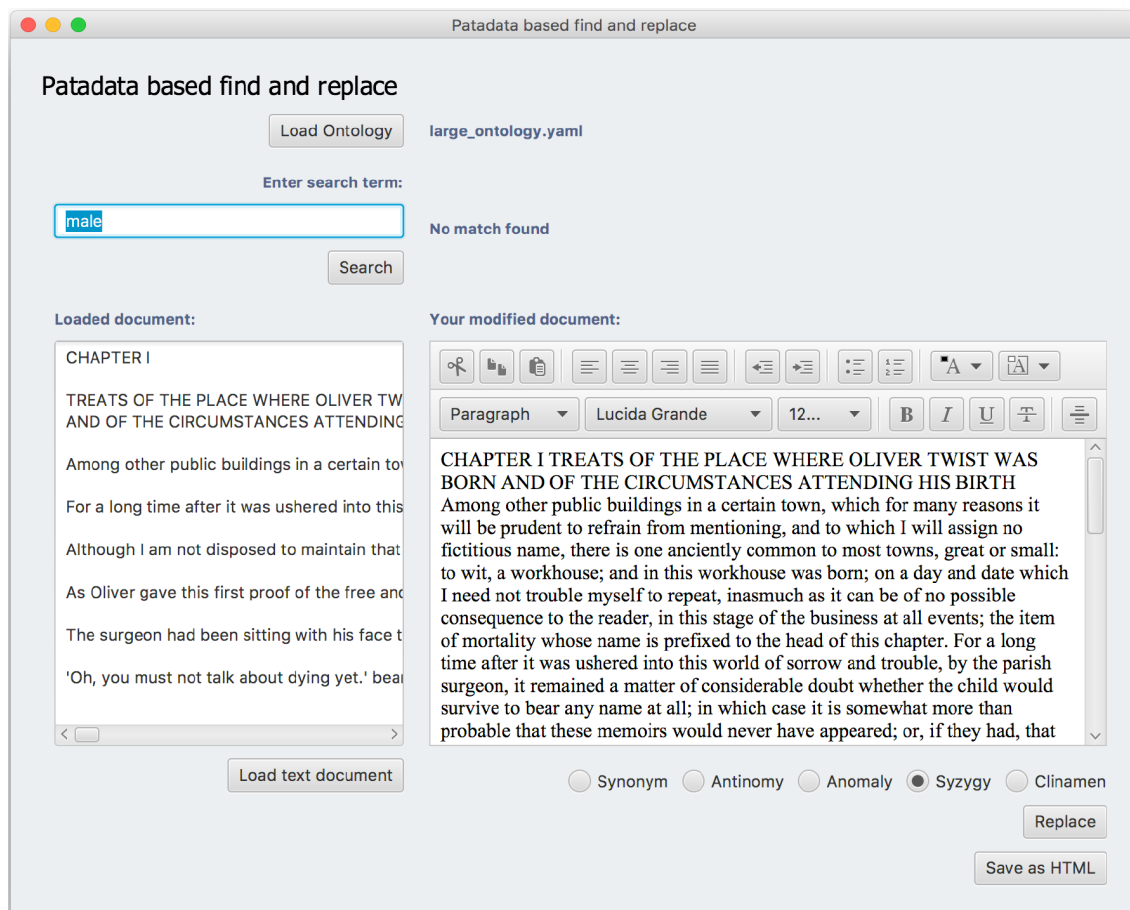 Patadata based find and replace
Patadata based find and replace
Load Ontology
large_ontology.yaml
Enter search term:
male
No match found
Search
Loaded document:
CHAPTER I
TREATS OF THE PLACE WHERE OLIVER TW
AND OF THE CIRCUMSTANCES ATTENDING
Among other public buildings in a certain to
For a long time after it was ushered into this
Although I am not disposed to maintain that
As Oliver gave this first proof of the free and
The surgeon had been sitting with his face t
'Oh, you must not talk about dying yet.' bear
Load text document
Your modified document:
A
A
Paragraph
Lucida Grande
12...
B
I
U
T
CHAPTER I TREATS OF THE PLACE WHERE OLIVER TWIST WAS
BORN AND OF THE CIRCUMSTANCES ATTENDING HIS BIRTH
Among other public buildings in a certain town, which for many reasons it
will be prudent to refrain from mentioning, and to which I will assign no
fictitious name, there is one anciently common to most towns, great or small:
to wit, a workhouse; and in this workhouse was born; on a day and date which
I need not trouble myself to repeat, inasmuch as it can be of no possible
consequence to the reader, in this stage of the business at all events; the item
of mortality whose name is prefixed to the head of this chapter. For a long
time after it was ushered into this world of sorrow and trouble, by the parish
surgeon, it remained a matter of considerable doubt whether the child would
survive to bear any name at all; in which case it is somewhat more than
probable that these memoirs would never have appeared; or, if they had, that
Synonym Antinomy Anomaly Syzygy Clinamen
Replace
Save as HTML